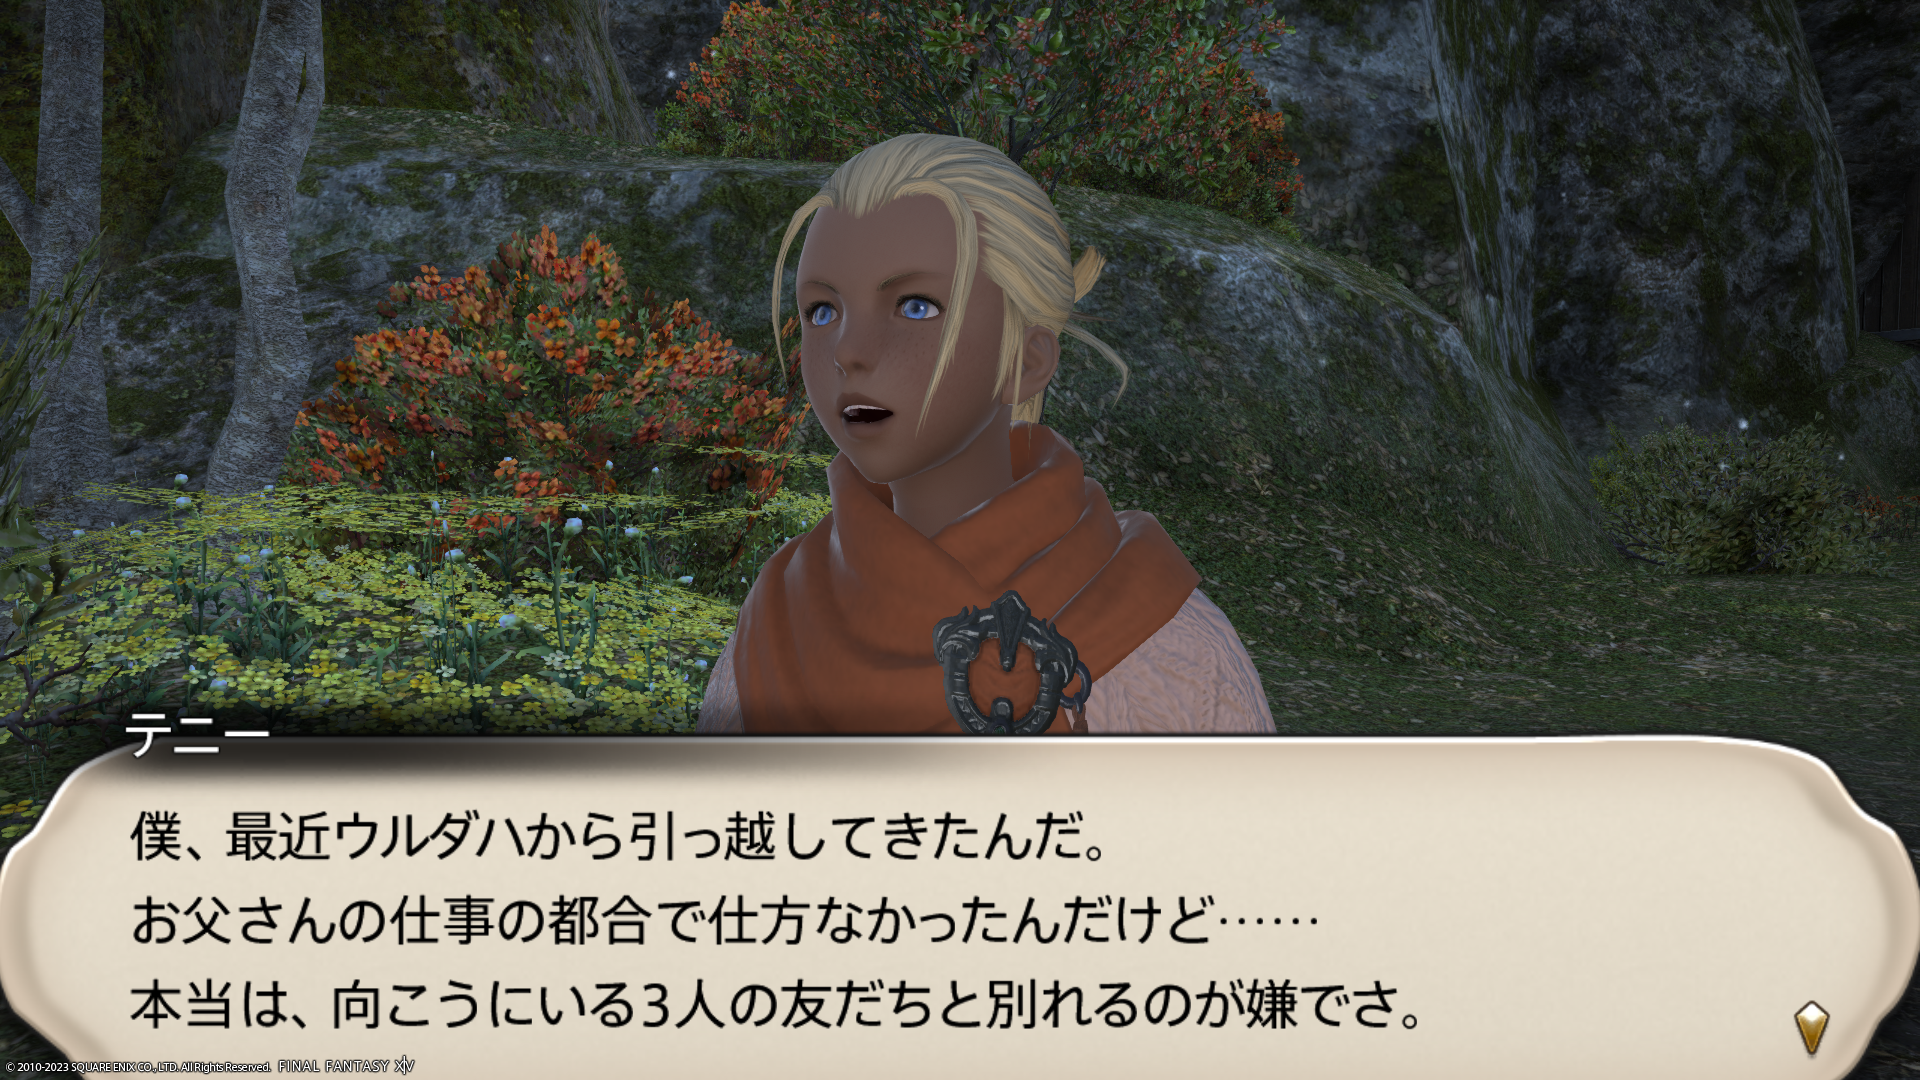 テニー
僕、最近ウルダハから引っ越してきたんだ。
お父さんの仕事の都合で仕方なかったんだけど……
本当は、向こうにいる3人の友だちと別れるのが嫌でさ。
© 2010-2023 SQUARE ENIX CO., LTD. All Rights Reserved. FINAL FANTASY XIV